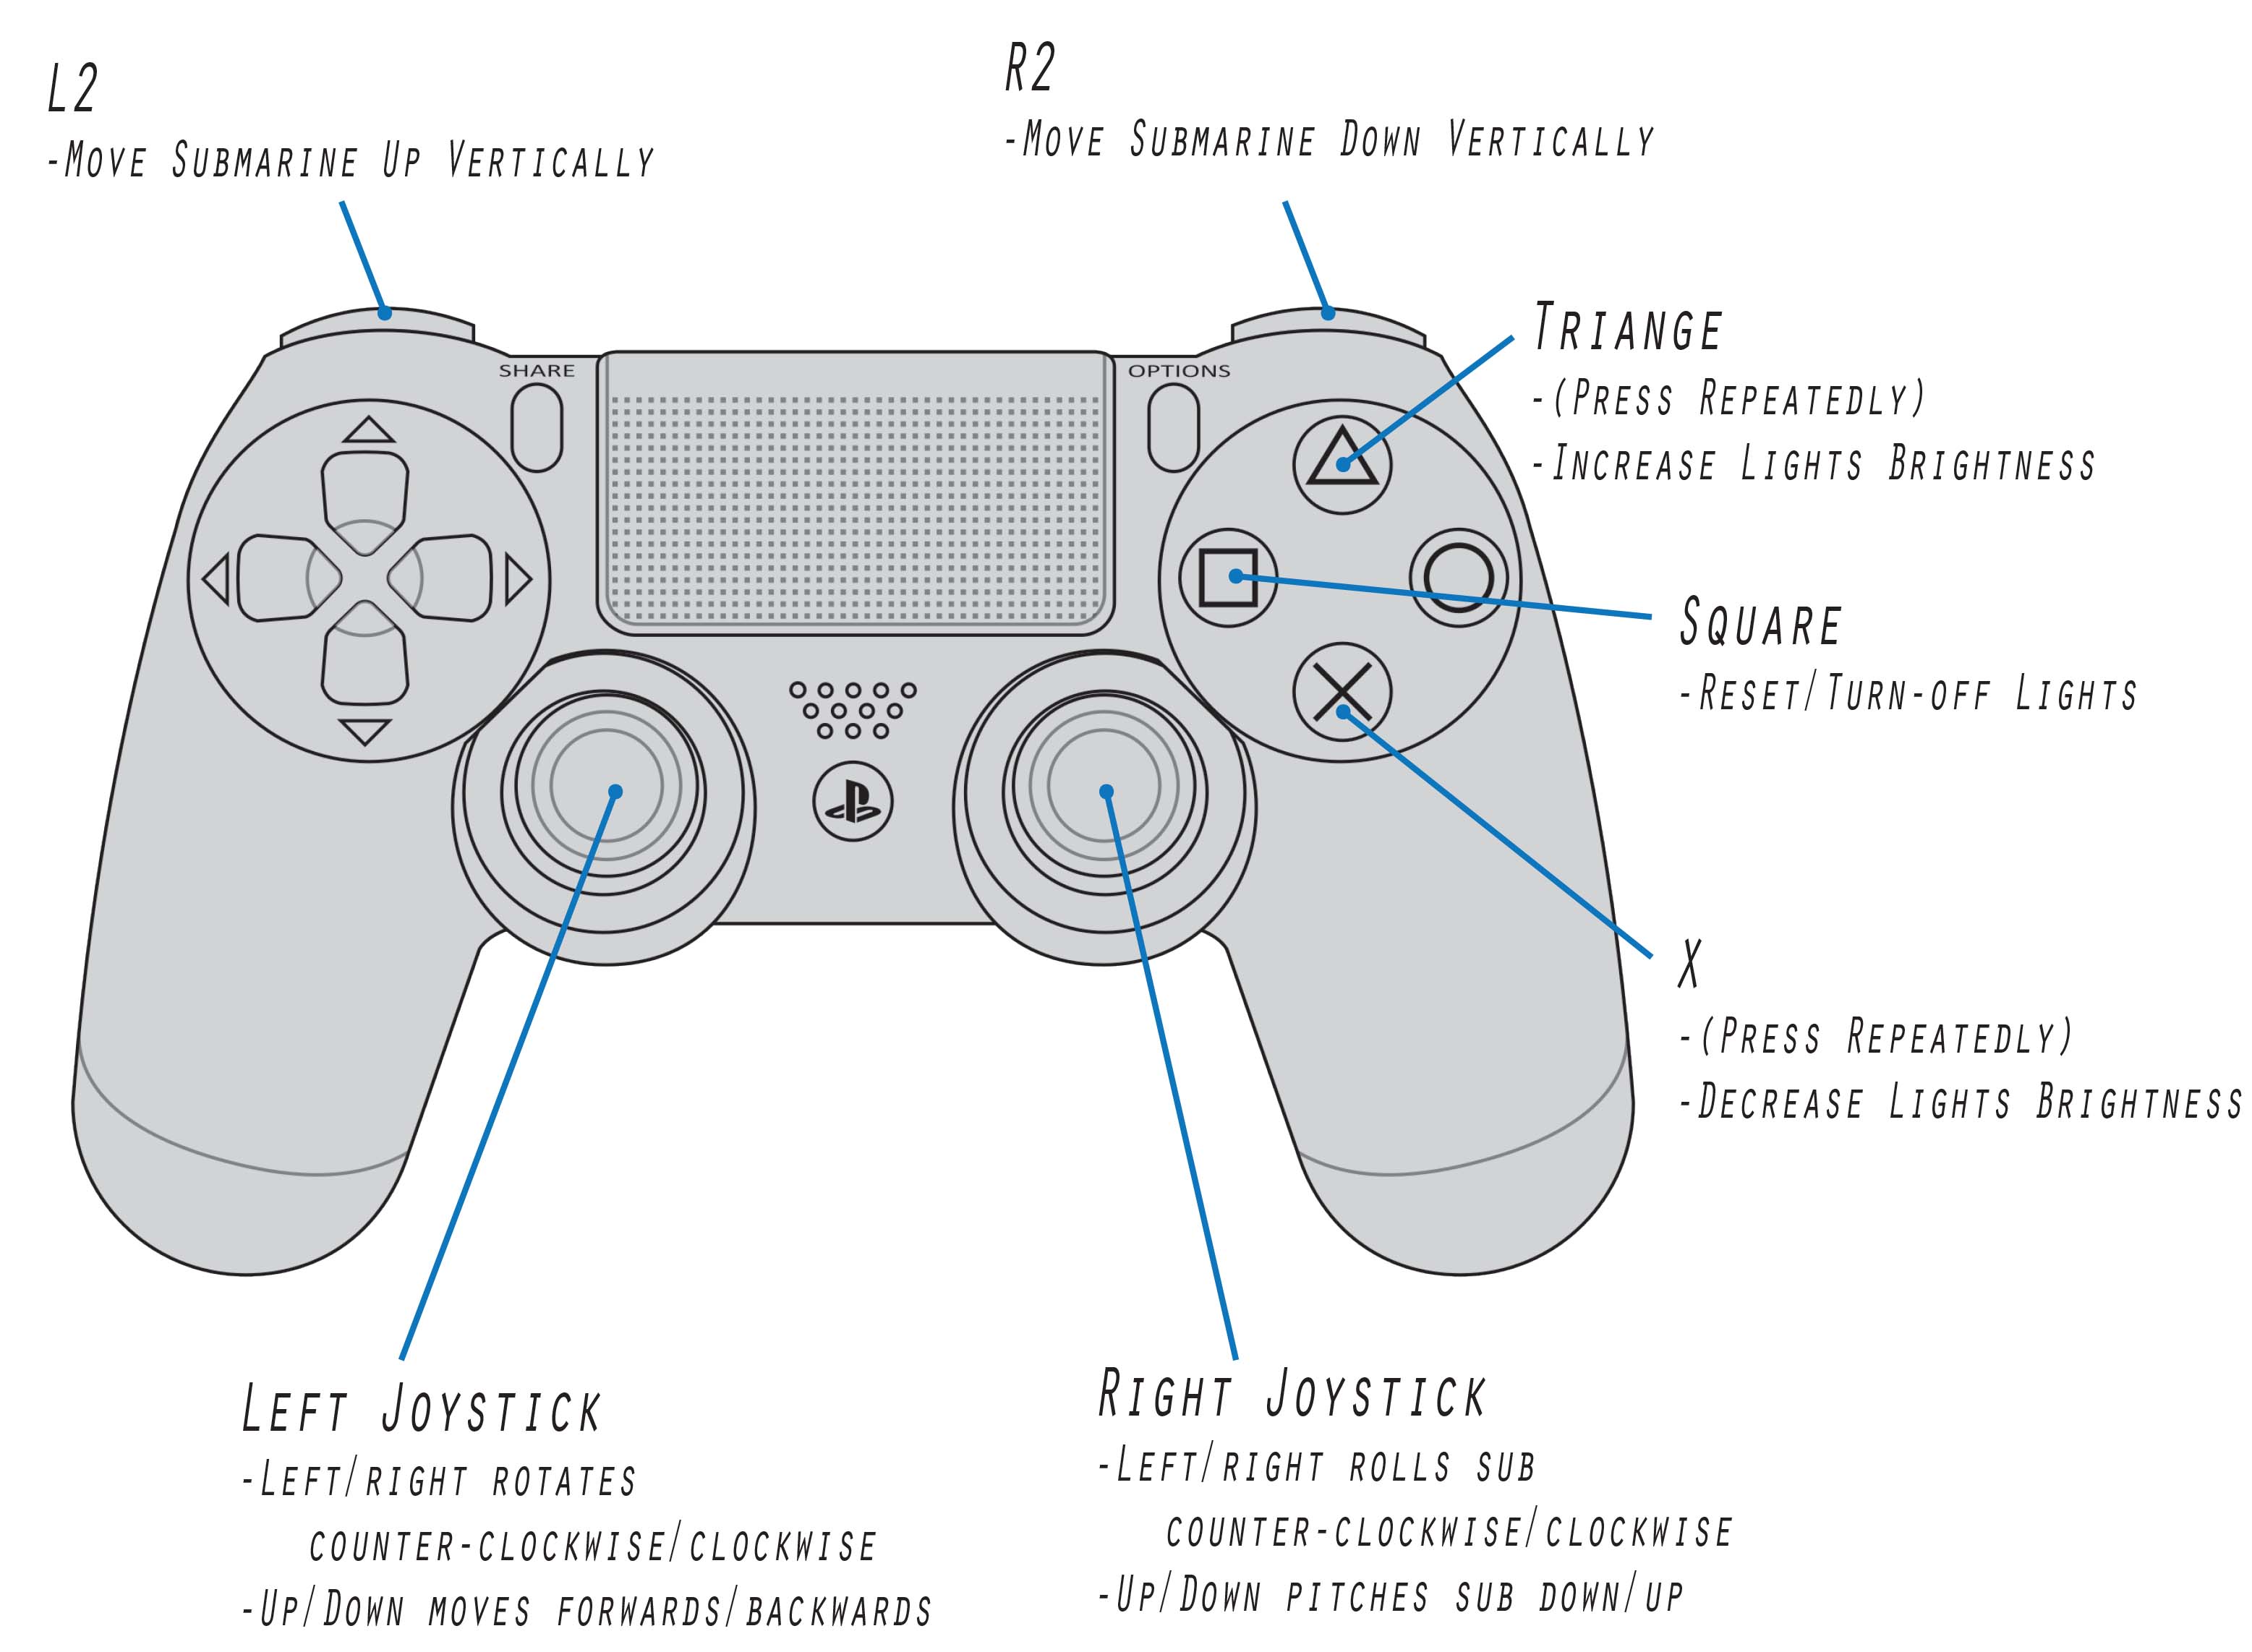 L2
-Move Submarine Up Vertically
R2
-Move Submarine Down Vertically
Triange
-(Press Repeatedly)
-Increase Lights Brightness
SHARE
OPTIONS
Square
-Reset/Turn-off Lights
X
-(Press Repeatedly)
-Decrease Lights Brightness
Left Joystick
-Left/right rotates
counter-clockwise/clockwise
-Up/Down moves forwards/backwards
Right Joystick
-Left/right rolls sub
counter-clockwise/clockwise
-Up/Down pitches sub down/up